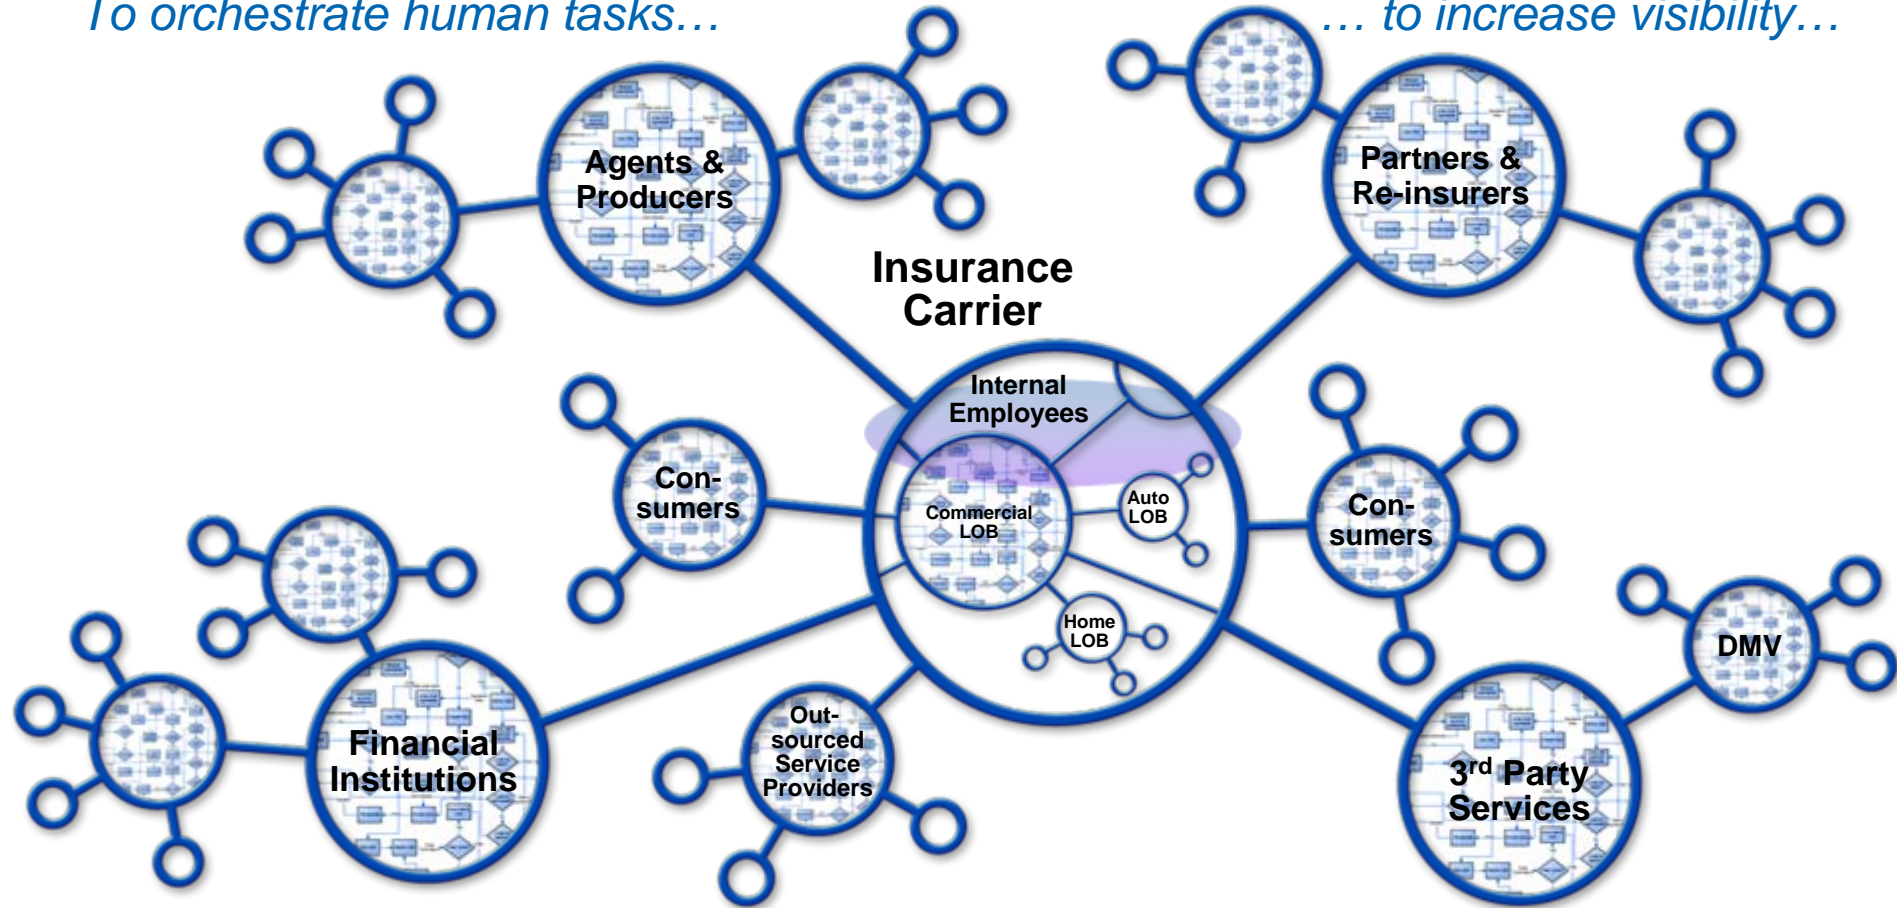 To orchestrate human tasks…
… to increase visibility…
Agents &
Producers
Partners &
Re-insurers
Insurance
Carrier
Internal
Employees
Con-
sumers
Commercial
LOB
Auto
LOB
Con-
sumers
Home
LOB
DMV
Financial
Institutions
Out-
sourced
Service
Providers
3rd Party
Services